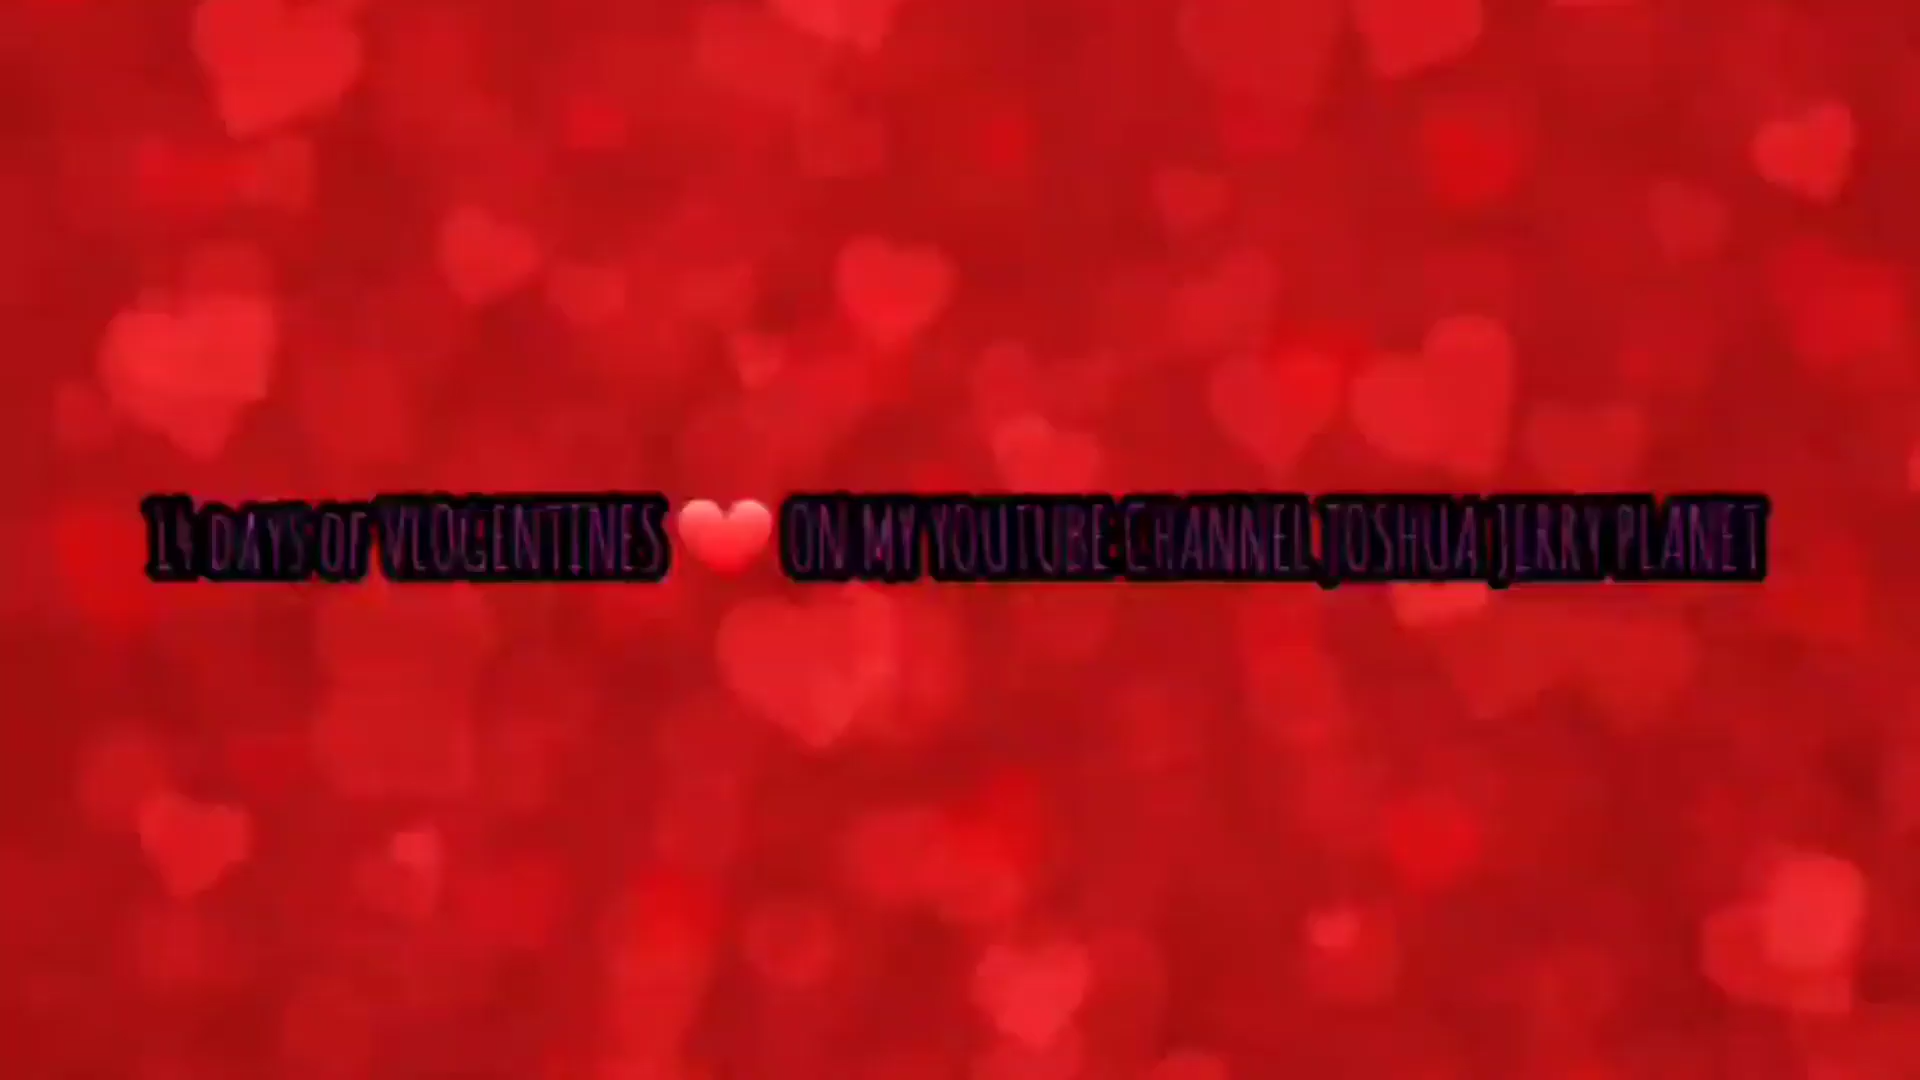 14 DAYS OF VLOGENTINES ❤️ ON MY YOUTUBE CHANNEL JOSHUA JERRY PLANET